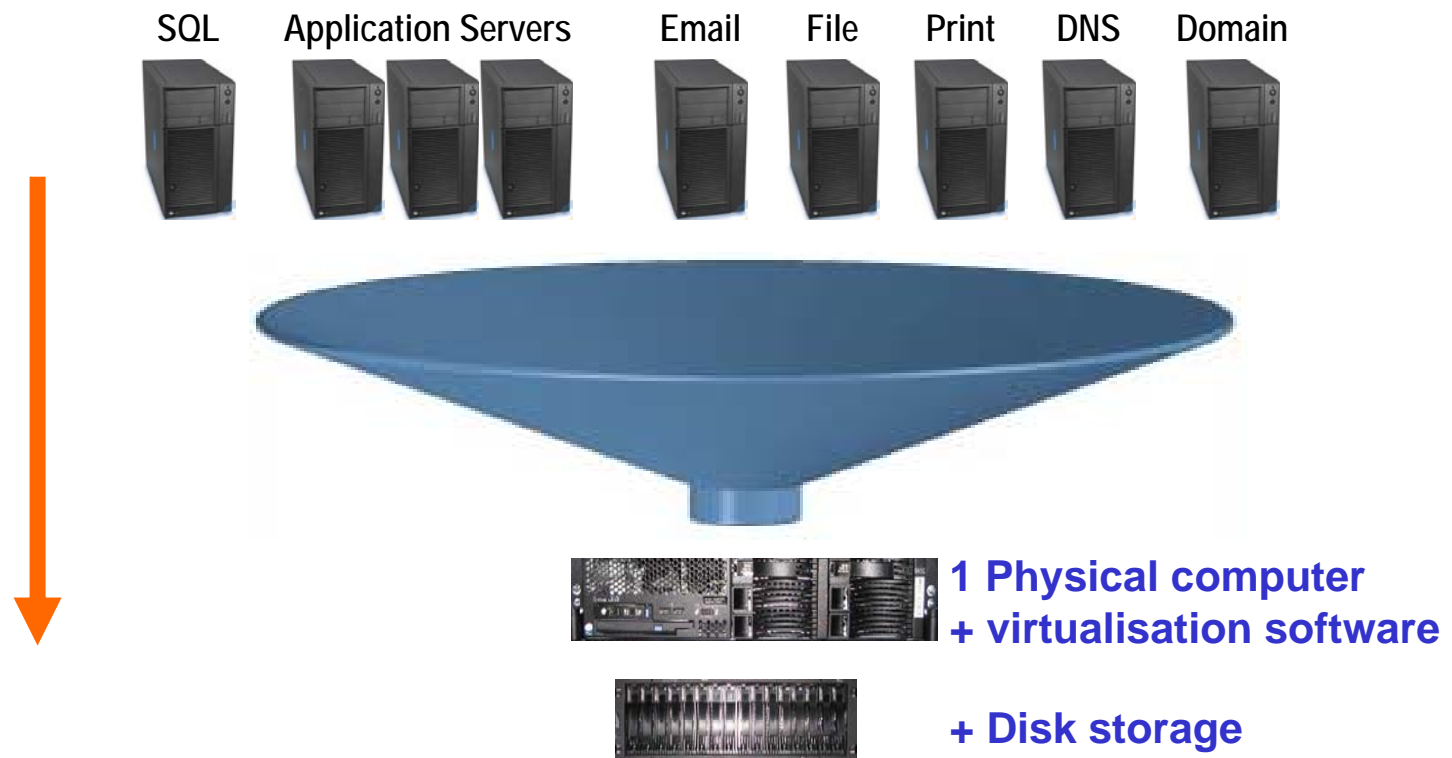 SQL Application Servers Email File Print DNS Domain
1 Physical computer
+ virtualisation software
+ Disk storage